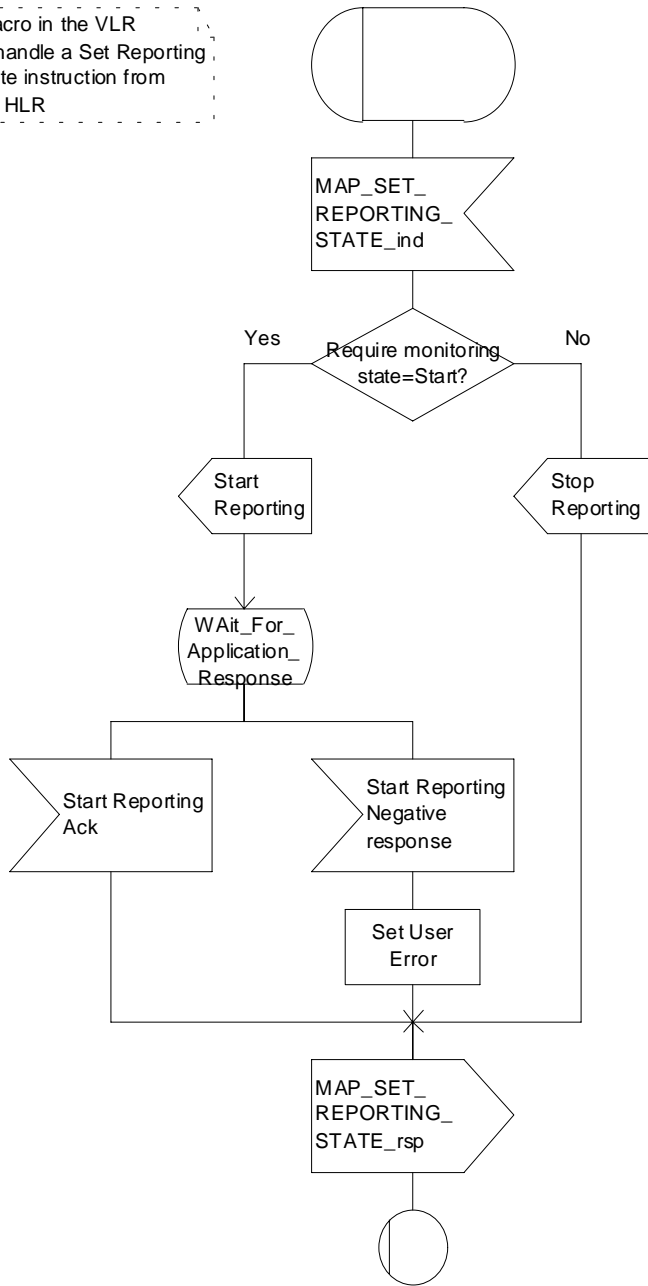 in the VLR
handle a Set Reporting
instruction from
HLR
MAP_SET_
REPORTING_
STATE_ind
Yes
Require monitoring
state=Start?
No
Start
Reporting
Stop
Reporting
WAit_For_
Application_
Response
Start Reporting
Ack
Start Reporting
Negative
response
Set User
Error
MAP_SET_
REPORTING_
STATE_rsp